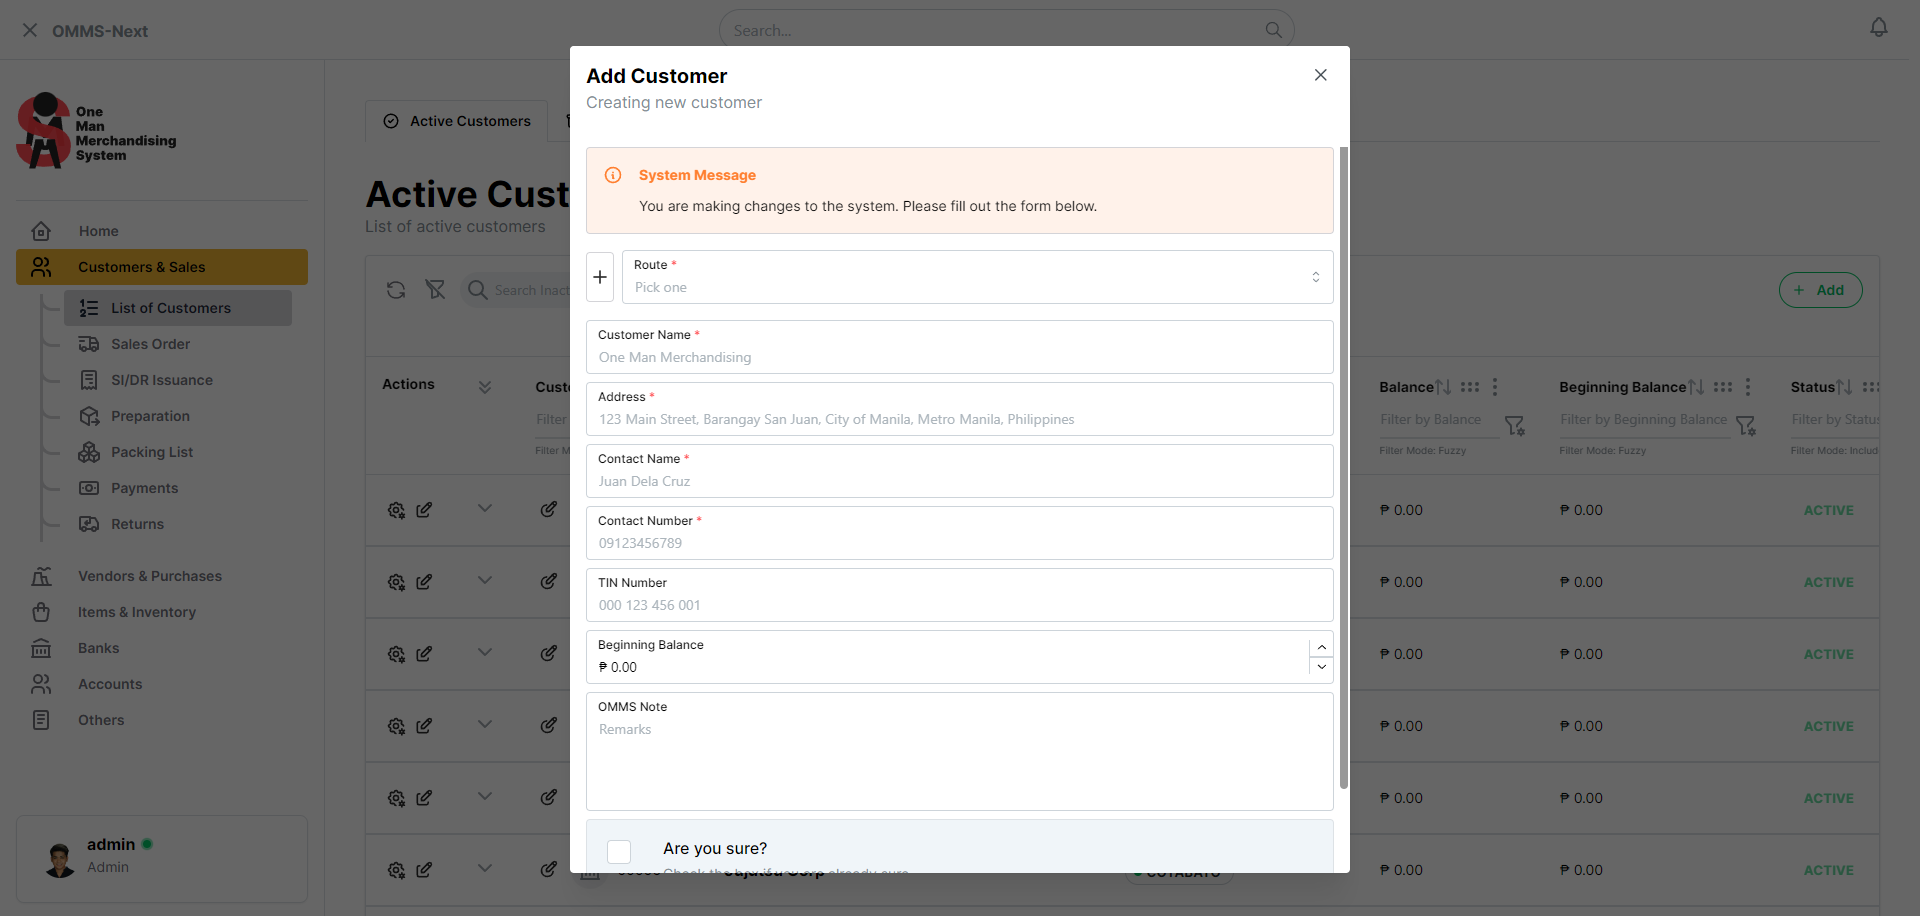 OMMS-Next
Search...
One
Man
Merchandising
System
Home
Customers & Sales
List of Customers
Sales Order
SI/DR Issuance
Preparation
Packing List
Payments
Returns
Vendors & Purchases
Items & Inventory
Banks
Accounts
Others
admin
Admin
Active Customers
Active Cust
List of active customers
Search Inact
Add
Actions
Custo
Filter
Filter M
Balance
Filter by Balance
Filter Mode: Fuzzy
Beginning Balance
Filter by Beginning Balance
Filter Mode: Fuzzy
Status
Filter by Status
Filter Mode: Includ
₱ 0.00 ₱ 0.00 ACTIVE
₱ 0.00 ₱ 0.00 ACTIVE
₱ 0.00 ₱ 0.00 ACTIVE
₱ 0.00 ₱ 0.00 ACTIVE
₱ 0.00 ₱ 0.00 ACTIVE
₱ 0.00 ₱ 0.00 ACTIVE
Add Customer
Creating new customer
System Message
You are making changes to the system. Please fill out the form below.
Route *
Pick one
Customer Name *
One Man Merchandising
Address *
123 Main Street, Barangay San Juan, City of Manila, Metro Manila, Philippines
Contact Name *
Juan Dela Cruz
Contact Number *
09123456789
TIN Number
000 123 456 001
Beginning Balance
₱ 0.00
OMMS Note
Remarks
Are you sure?